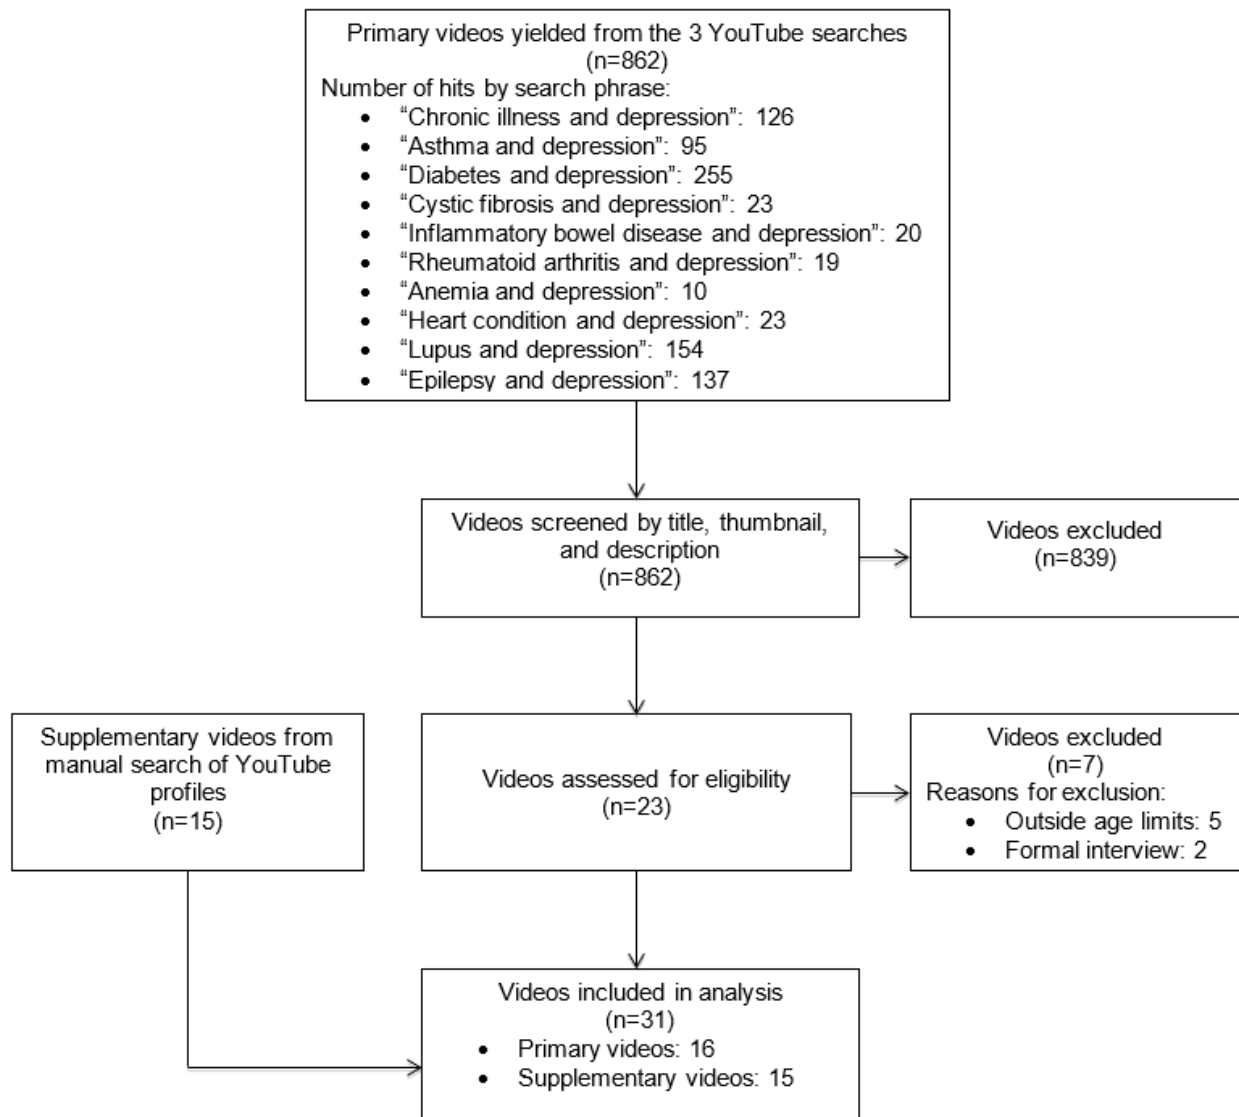 Primary videos yielded from the 3 YouTube searches
(n=862)
Number of hits by search phrase:
• “Chronic illness and depression”: 126
• “Asthma and depression”: 95
• “Diabetes and depression”: 255
• “Cystic fibrosis and depression”: 23
• “Inflammatory bowel disease and depression”: 20
• “Rheumatoid arthritis and depression”: 19
• “Anemia and depression”: 10
• “Heart condition and depression”: 23
• “Lupus and depression”: 154
• “Epilepsy and depression”: 137
Videos screened by title, thumbnail,
and description
(n=862)
Videos excluded
(n=839)
Supplementary videos from
manual search of YouTube
profiles
(n=15)
Videos assessed for eligibility
(n=23)
Videos excluded
(n=7)
Reasons for exclusion:
• Outside age limits: 5
• Formal interview: 2
Videos included in analysis
(n=31)
• Primary videos: 16
• Supplementary videos: 15